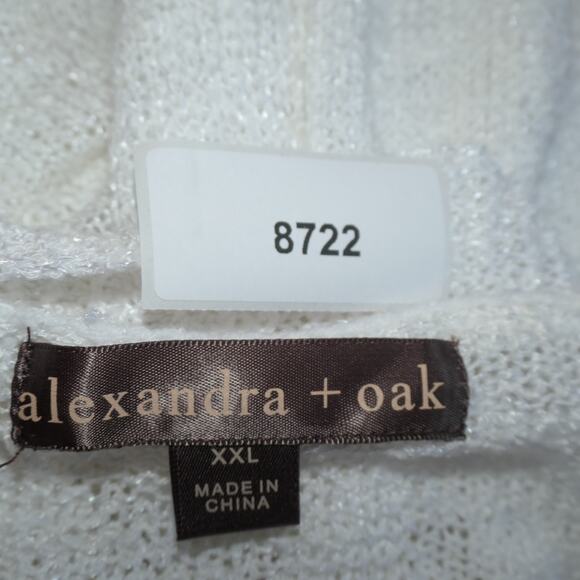 8722
alexandra + oak
XXL
MADE IN
CHINA